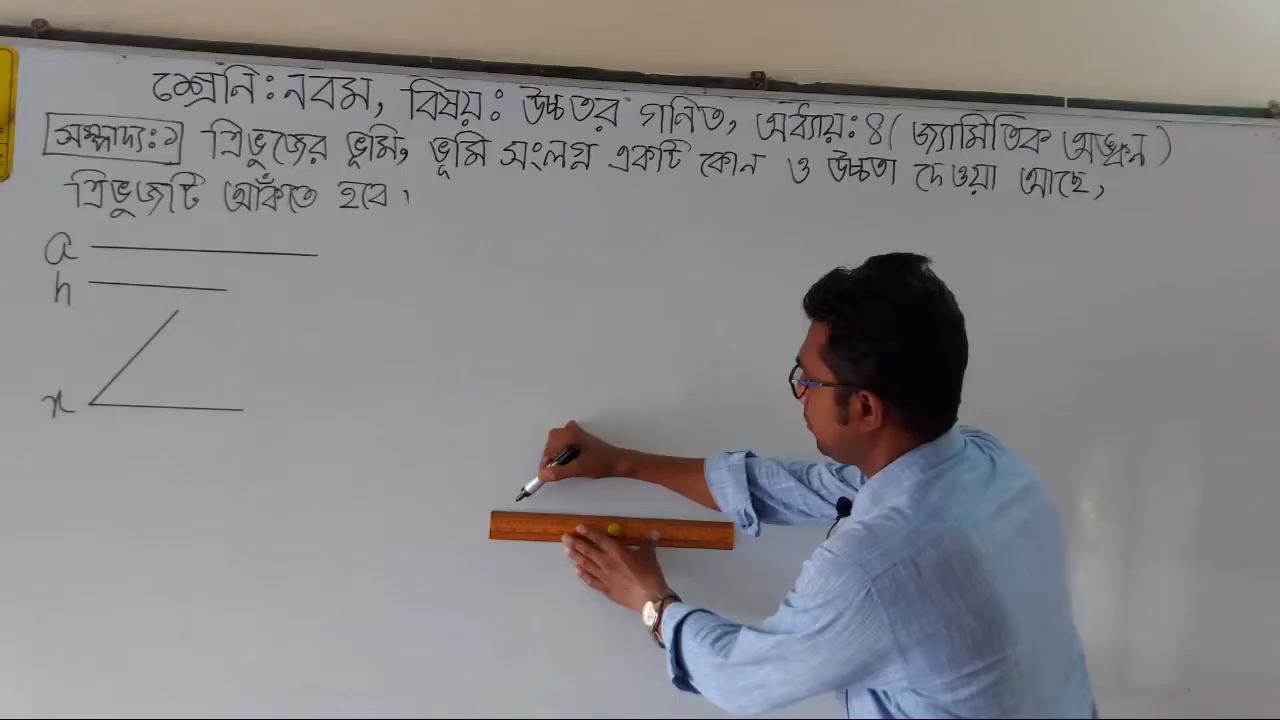 শ্রেনি: নবম, বিষয়: উচ্চতর গনিত, অধ্যায়: ৪ ( জ্যামিতিক অঙ্কন )
সম্পাদ্য: ১ ত্রিভুজের ভূমি, ভূমি সংলগ্ন একটি কোন ও উচ্চতা দেওয়া আছে,
ত্রিভুজটি আঁকতে হবে।
a
h
x